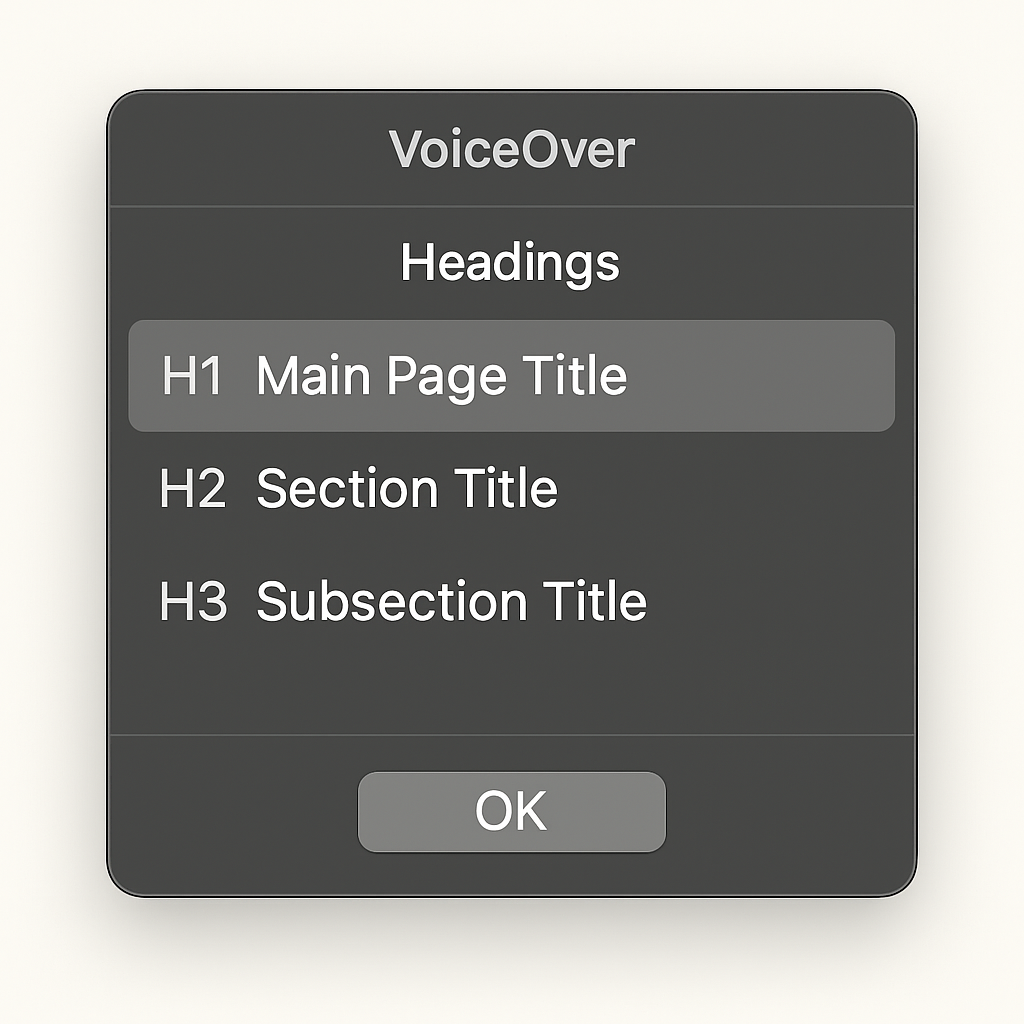 VoiceOver
Headings
H1 Main Page Title
H2 Section Title
H3 Subsection Title
OK